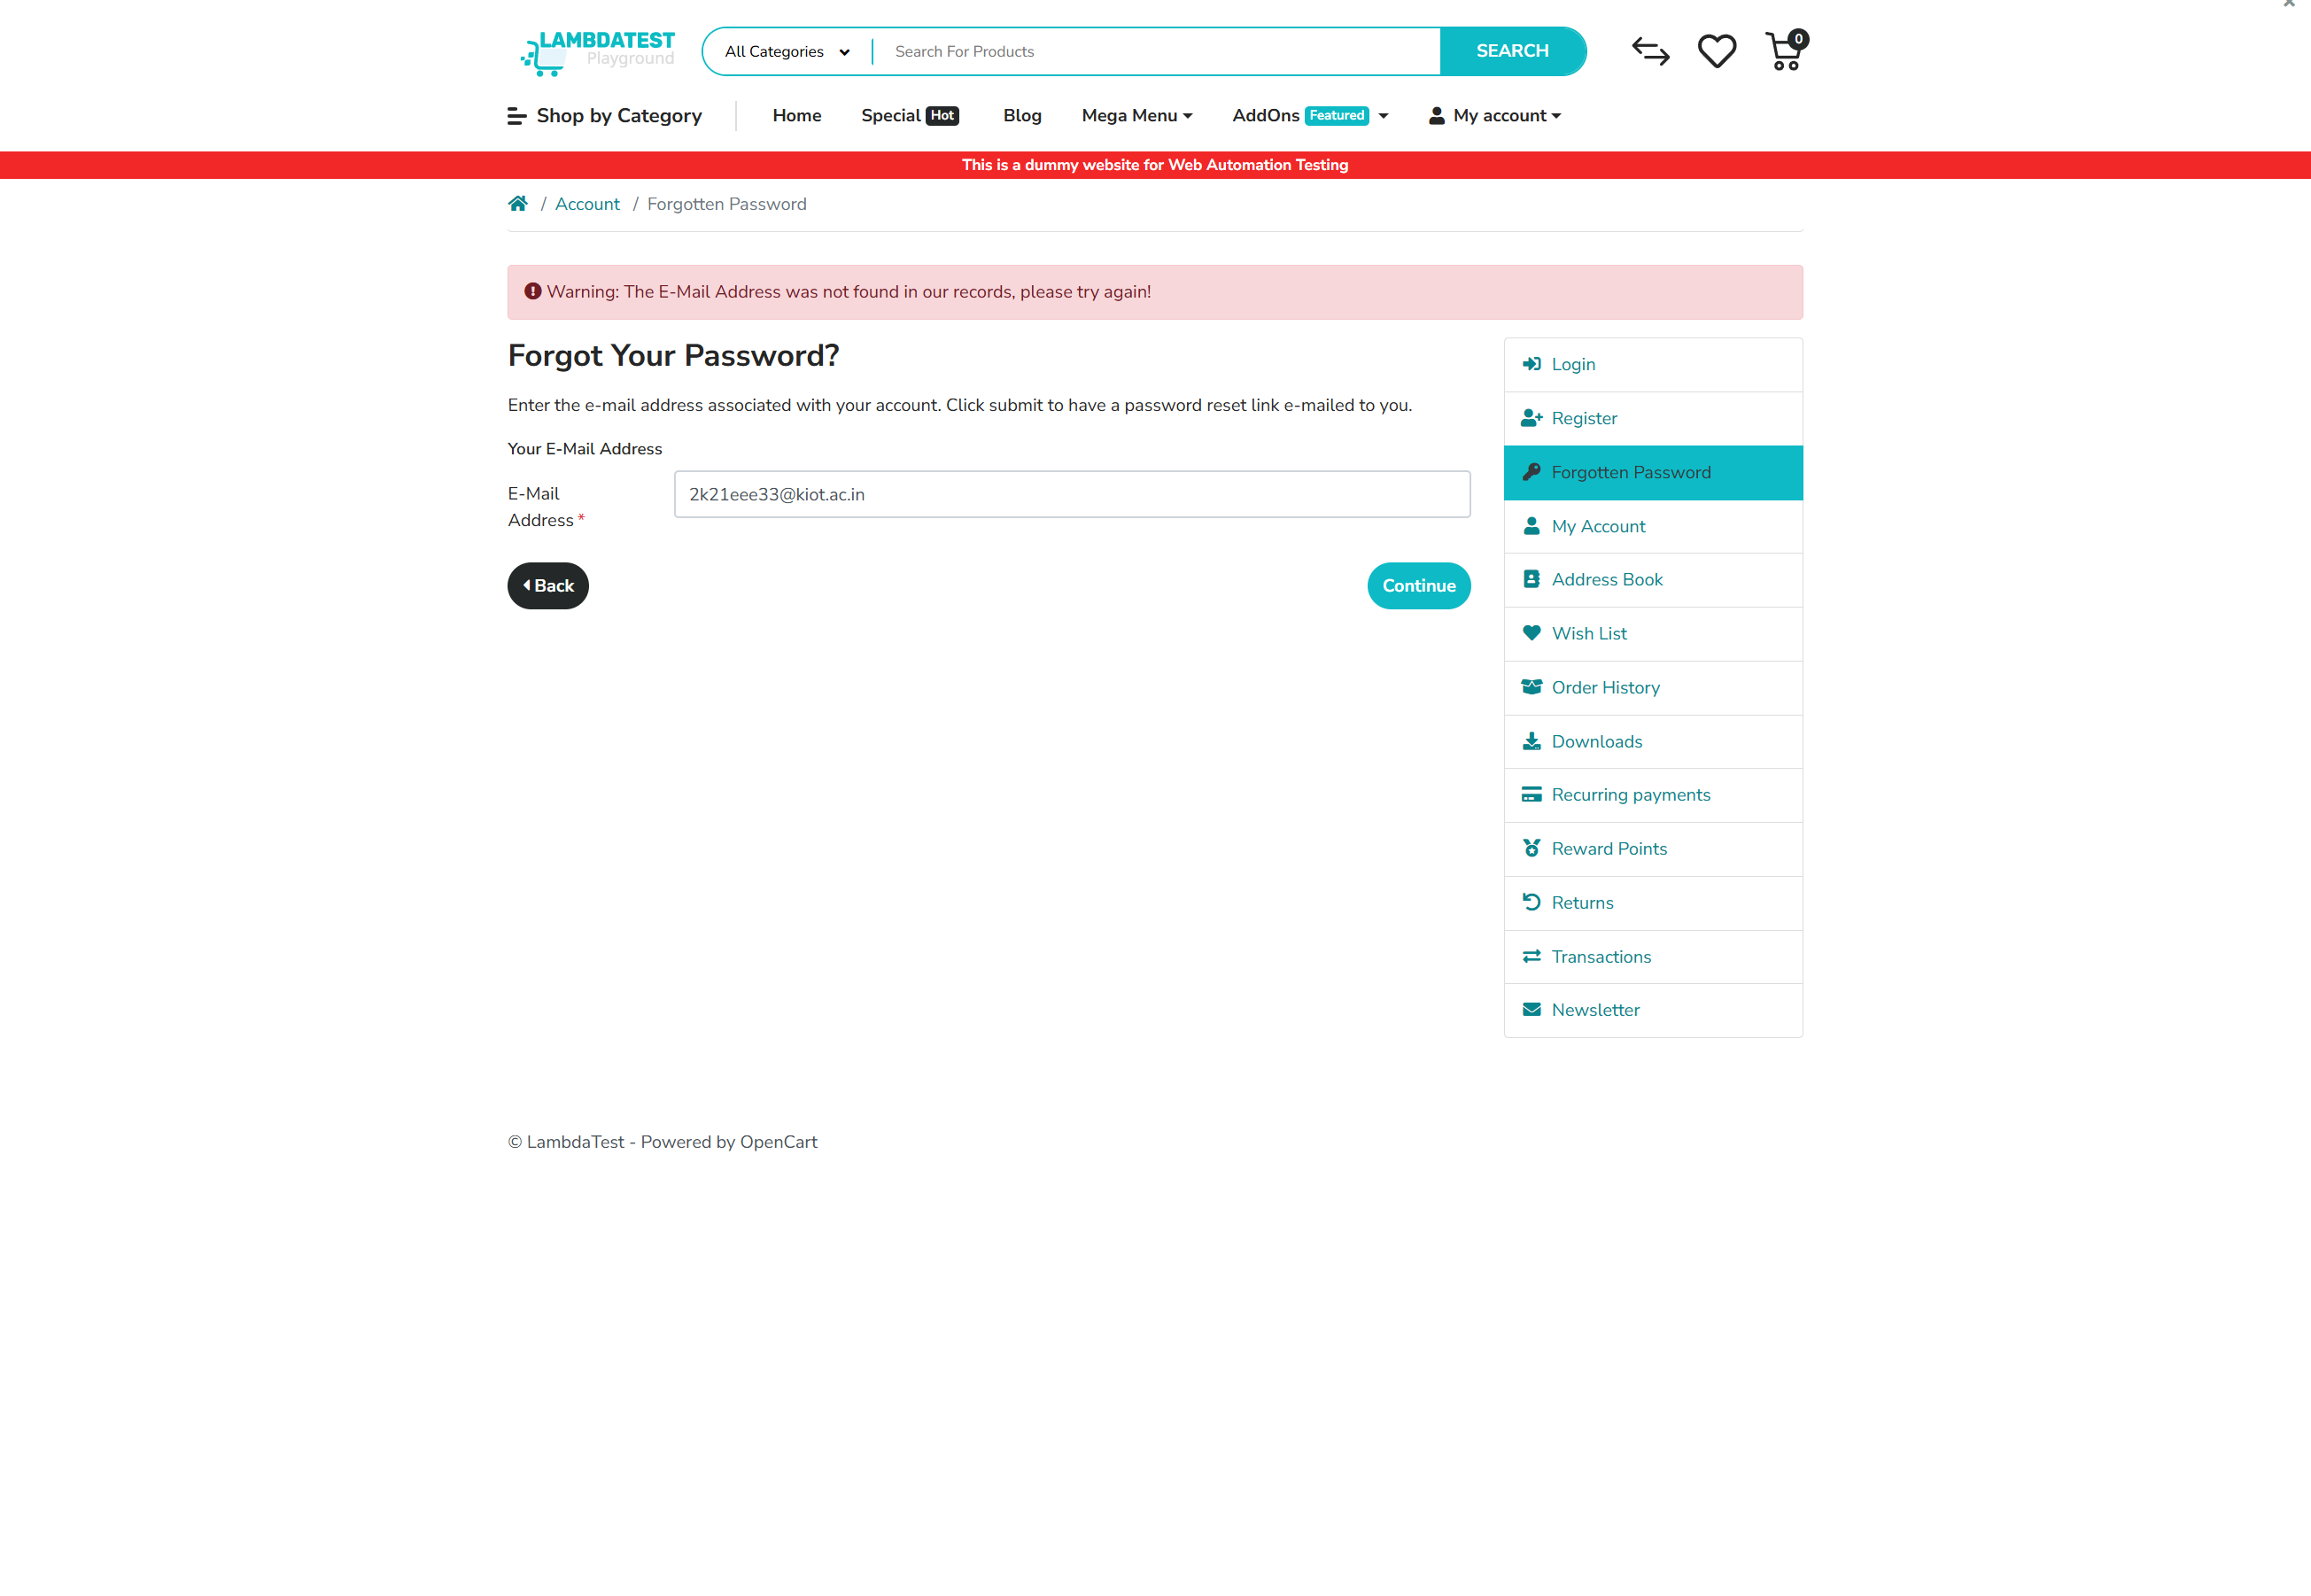 LAMBDATEST
Playground
All Categories
Search For Products
SEARCH
0
Shop by Category
Home
Special Hot
Blog
Mega Menu
AddOns Featured
My account
This is a dummy website for Web Automation Testing
/ Account / Forgotten Password
Warning: The E-Mail Address was not found in our records, please try again!
Forgot Your Password?
Enter the e-mail address associated with your account. Click submit to have a password reset link e-mailed to you.
Your E-Mail Address
E-Mail
Address *
2k21eee33@kiot.ac.in
Back
Continue
Login
Register
Forgotten Password
My Account
Address Book
Wish List
Order History
Downloads
Recurring payments
Reward Points
Returns
Transactions
Newsletter
© LambdaTest - Powered by OpenCart